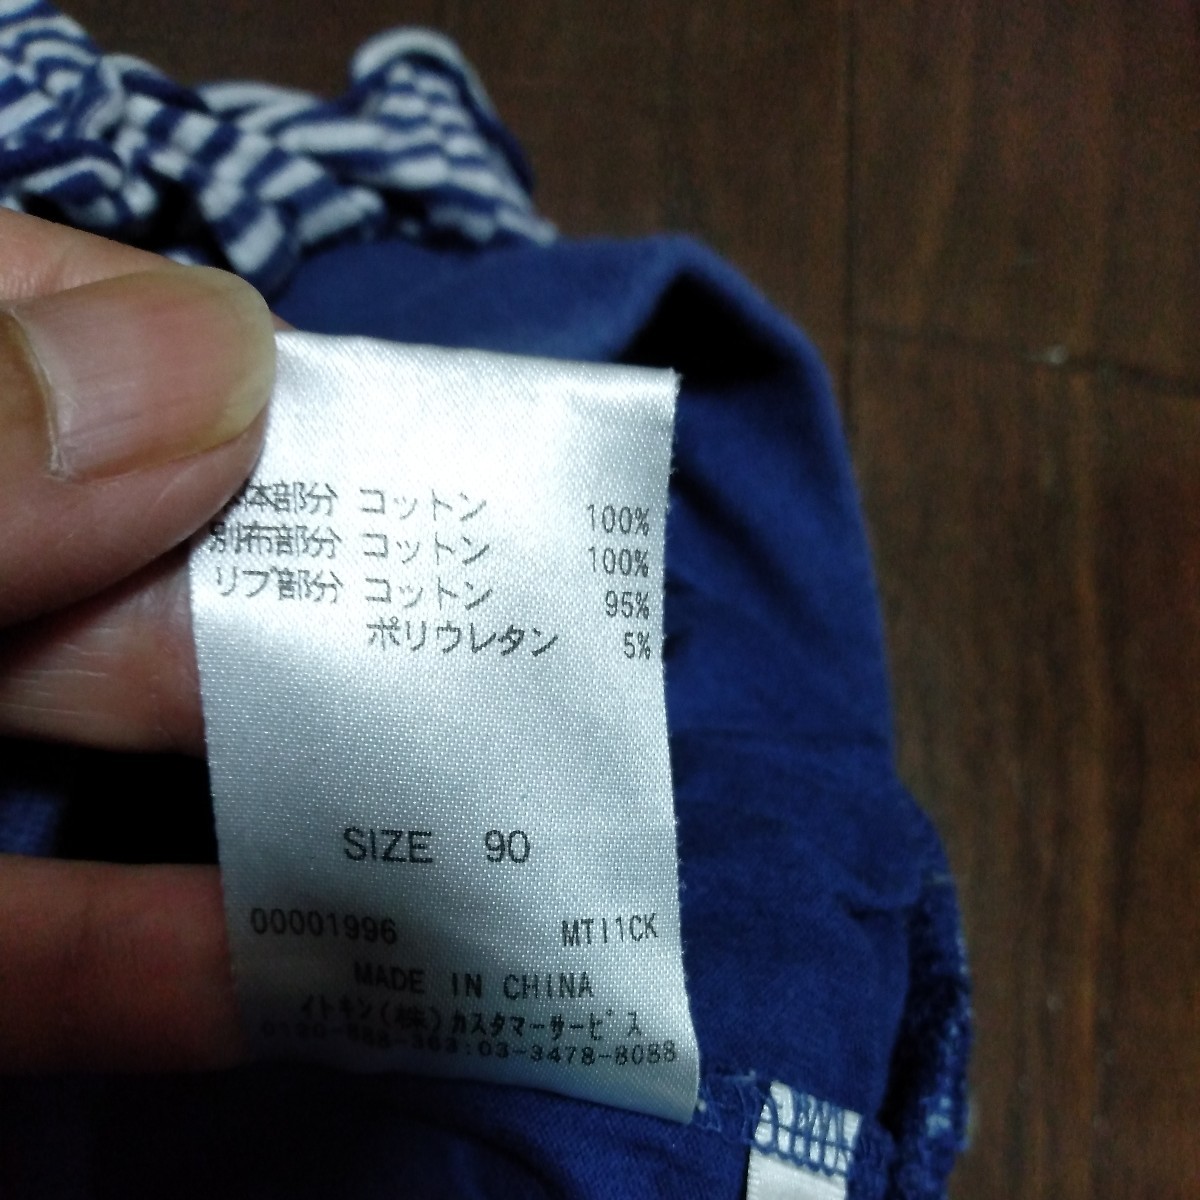 本体部分 コットン 100%
別布部分 コットン 100%
リブ部分 コットン 95%
ポリウレタン 5%
SIZE 90
00001996 MTI1CK
MADE IN CHINA
イトキン(株)カスタマーサービス
03-3478-8088